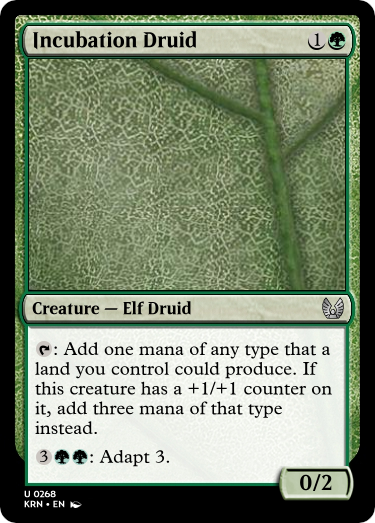 Incubation Druid 1
Creature — Elf Druid
: Add one mana of any type that a
land you control could produce. If
this creature has a +1/+1 counter on
it, add three mana of that type
instead.
3: Adapt 3.
0/2
U 0268
KRN • EN